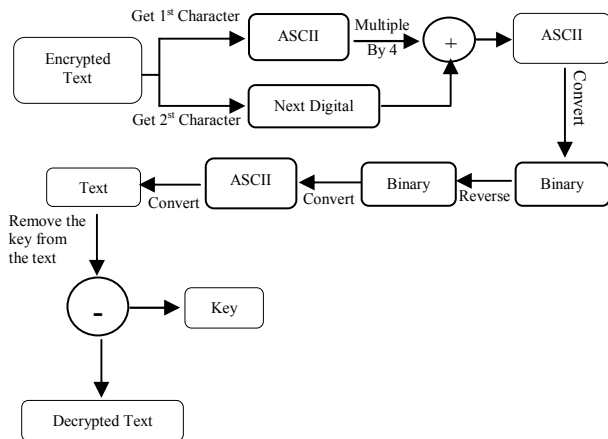 Get 1st Character
ASCII
Multiple
By 4
+
ASCII
Encrypted
Text
Get 2st Character
Next Digital
Convert
Text
Convert
ASCII
Convert
Binary
Reverse
Binary
Remove the
key from
the text
-
Key
Decrypted Text